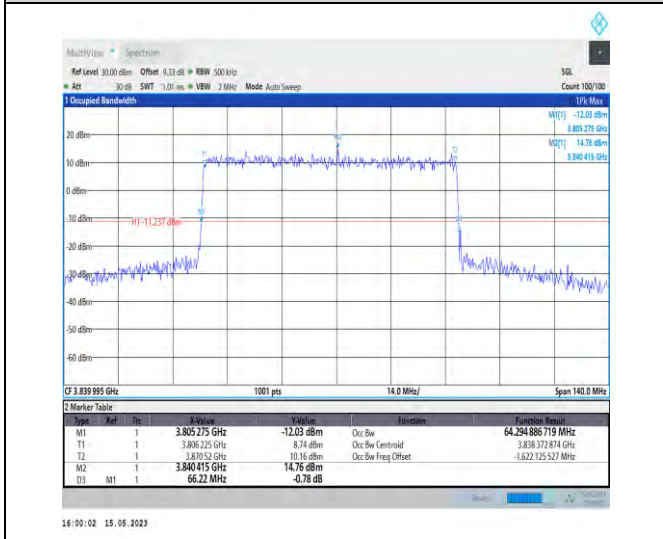 MultiView Spectrum
Ref Level 30.00 dBm Offset 9.33 dB RBW 500 kHz SGL
Att 30 dB SWT 1.01 ms VBW 2 MHz Mode Auto Sweep Count 100/100
1 Occupied Bandwidth 1Pk Max
M1[1] -12.03 dBm
3.805 275 GHz
M2[1] 14.76 dBm
3.840 415 GHz
20 dBm
10 dBm
0 dBm
-10 dBm
H1 -11.237 dBm
-20 dBm
-30 dBm
-40 dBm
-50 dBm
-60 dBm
M2
T1
T2
M1
CF 3.839 995 GHz 1001 pts 14.0 MHz/ Span 140.0 MHz
2 Marker Table
Type Ref Trc X-Value Y-Value Function Function Result
M1 1 3.805 275 GHz -12.03 dBm Occ Bw 64.294 886 719 MHz
T1 1 3.806 225 GHz 8.74 dBm Occ Bw Centroid 3.838 372 874 GHz
T2 1 3.870 52 GHz 10.16 dBm Occ Bw Freq Offset -1.622 125 527 MHz
M2 1 3.840 415 GHz 14.76 dBm
D3 M1 1 66.22 MHz -0.78 dB
16:00:02 15.05.2023